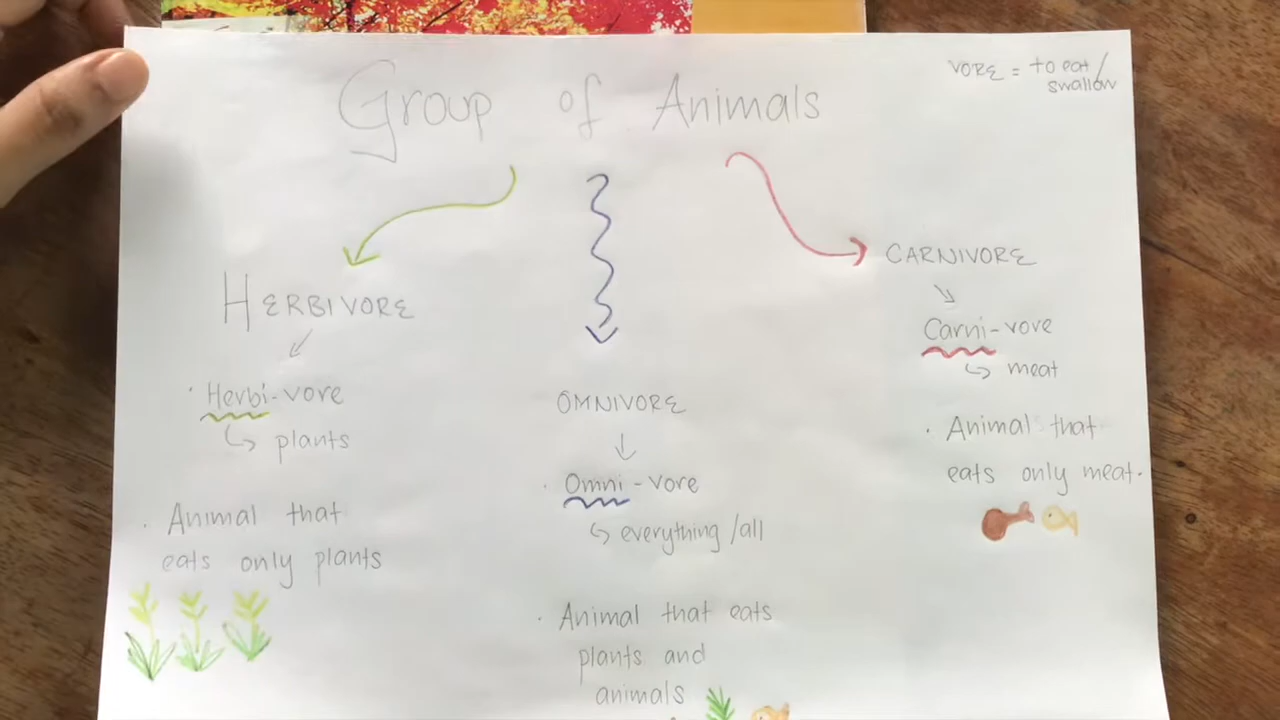 Group of Animals
VORE = to eat/
swallow
HERBIVORE
· Herbi-vore
plants
· Animal that
eats only plants
OMNIVORE
· Omni-vore
everything/all
· Animal that eats
plants and
animals
CARNIVORE
Carni-vore
meat
· Animal that
eats only meat.